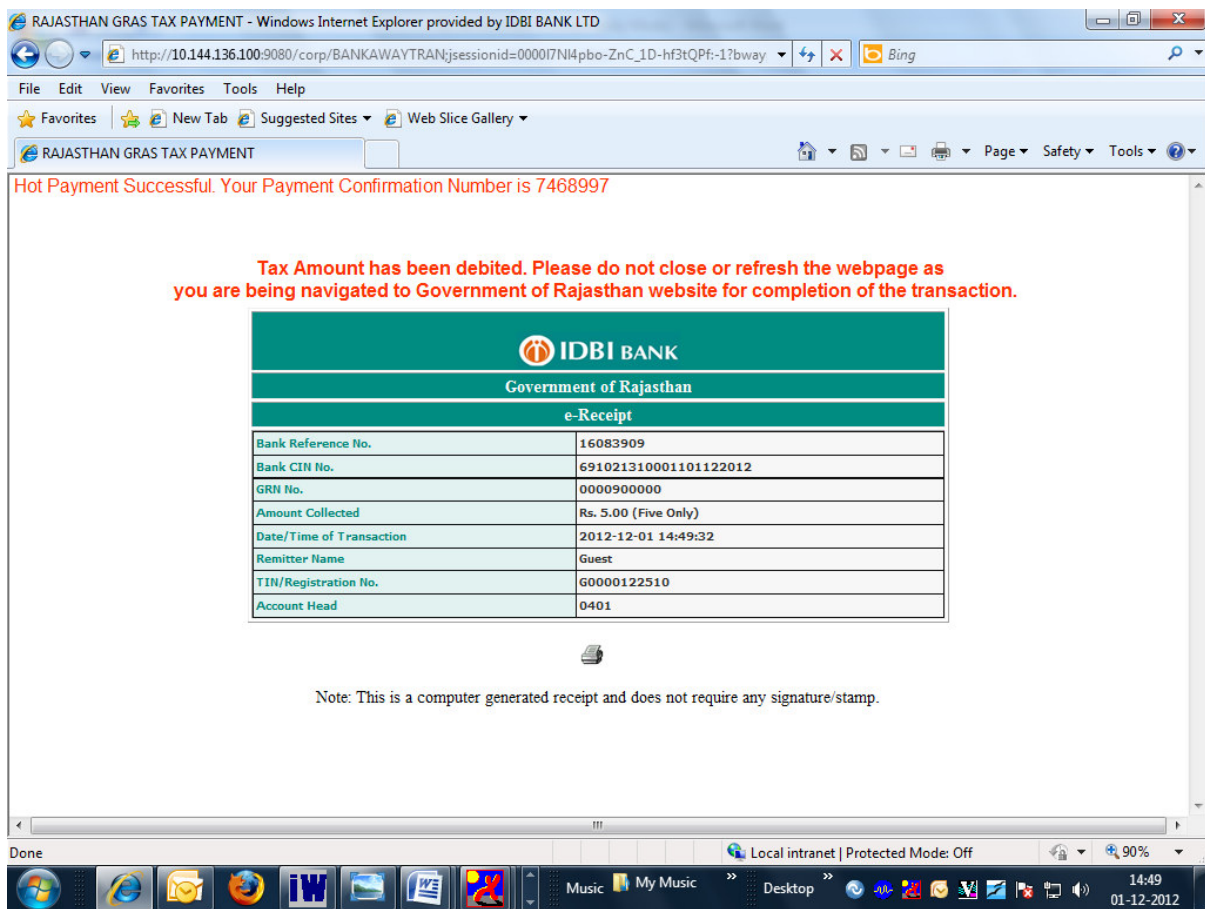 RAJASTHAN GRAS TAX PAYMENT - Windows Internet Explorer provided by IDBI BANK LTD
http://10.144.136.100:9080/corp/BANKAWAYTRAN;jsessionid=0000I7Nl4pbo-ZnC_1D-hf3tQPf:-1?bway
Bing
File Edit View Favorites Tools Help
Favorites New Tab Suggested Sites Web Slice Gallery
RAJASTHAN GRAS TAX PAYMENT Page Safety Tools
Hot Payment Successful. Your Payment Confirmation Number is 7468997
Tax Amount has been debited. Please do not close or refresh the webpage as
you are being navigated to Government of Rajasthan website for completion of the transaction.
IDBI BANK
Government of Rajasthan
e-Receipt
Bank Reference No. 16083909
Bank CIN No. 691021310001101122012
GRN No. 0000900000
Amount Collected Rs. 5.00 (Five Only)
Date/Time of Transaction 2012-12-01 14:49:32
Remitter Name Guest
TIN/Registration No. G0000122510
Account Head 0401
Note: This is a computer generated receipt and does not require any signature/stamp.
Done Local intranet | Protected Mode: Off 90%
iW Music My Music » Desktop » 14:49
01-12-2012